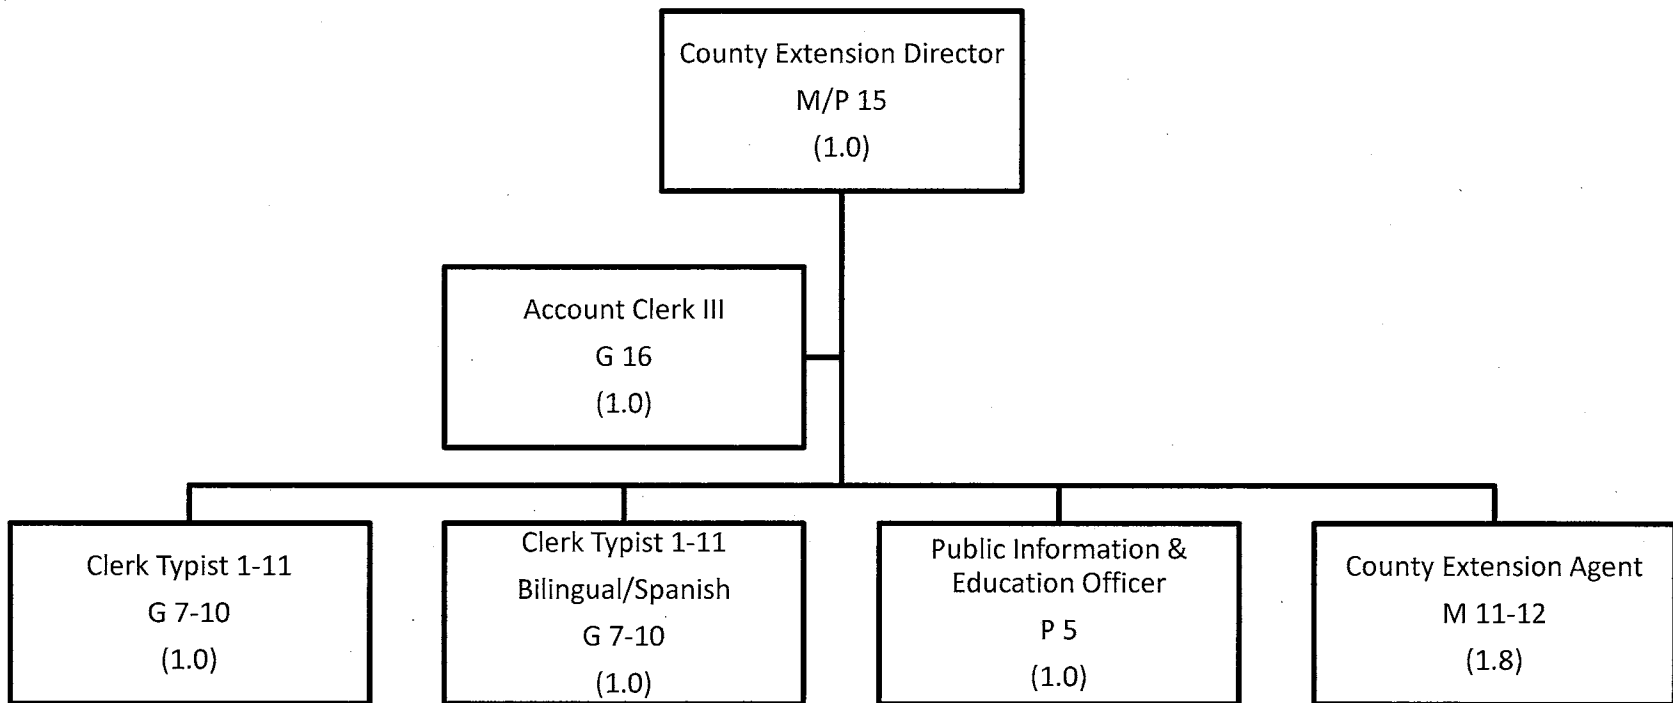 County Extension Director
M/P 15
(1.0)
Account Clerk III
G 16
(1.0)
Clerk Typist 1-11
G 7-10
(1.0)
Clerk Typist 1-11
Bilingual/Spanish
G 7-10
(1.0)
Public Information &
Education Officer
P 5
(1.0)
County Extension Agent
M 11-12
(1.8)